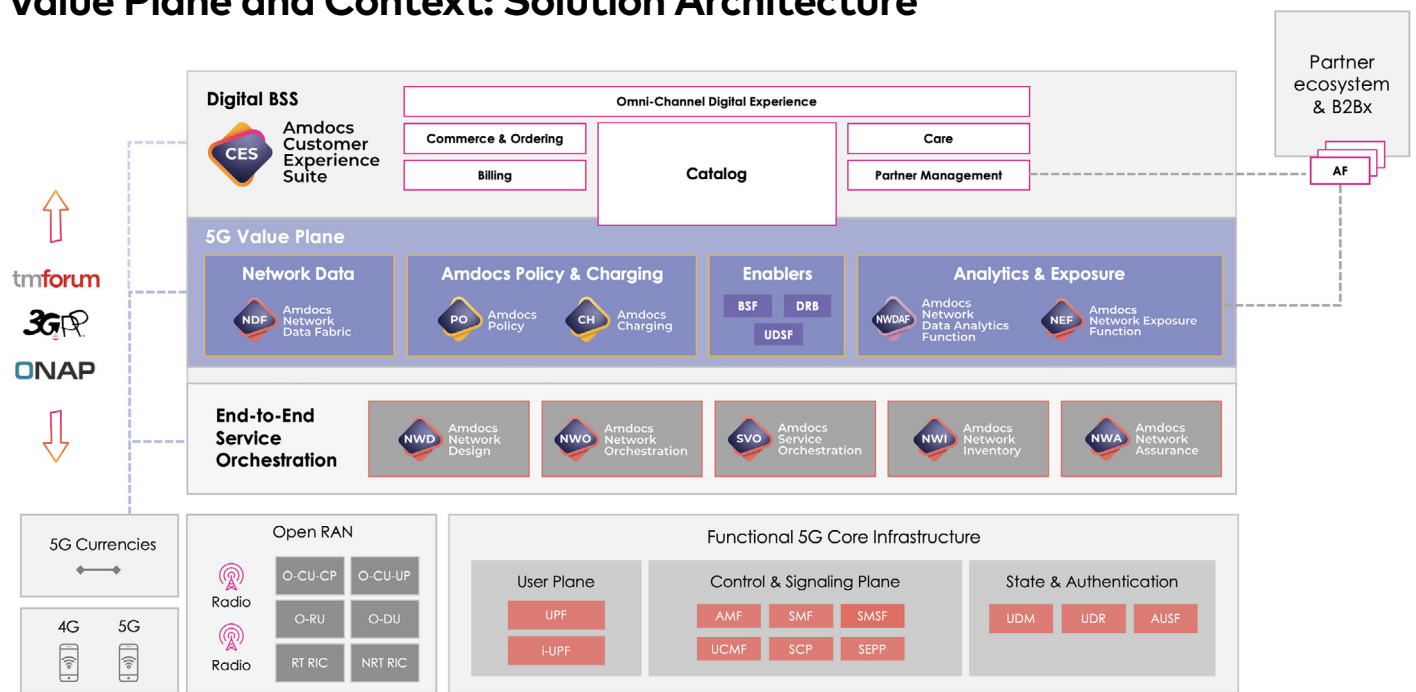 Value Plane and Context: Solution Architecture
Partner
ecosystem
& B2Bx
AF
Digital BSS
CES
Amdocs
Customer
Experience
Suite
Omni-Channel Digital Experience
Commerce & Ordering
Billing
Catalog
Care
Partner Management
tmforum
3GPP
ONAP
5G Value Plane
Network Data
NDF
Amdocs
Network
Data Fabric
Amdocs Policy & Charging
PO
Amdocs
Policy
CH
Amdocs
Charging
Enablers
BSF
DRB
UDSF
Analytics & Exposure
NWDAF
Amdocs
Network
Data Analytics
Function
NEF
Amdocs
Network Exposure
Function
End-to-End
Service
Orchestration
NWD
Amdocs
Network
Design
NWO
Amdocs
Network
Orchestration
SVO
Amdocs
Service
Orchestration
NWI
Amdocs
Network
Inventory
NWA
Amdocs
Network
Assurance
5G Currencies
4G
5G
Open RAN
Radio
Radio
O-CU-CP
O-CU-UP
O-RU
O-DU
RT RIC
NRT RIC
Functional 5G Core Infrastructure
User Plane
UPF
i-UPF
Control & Signaling Plane
AMF
SMF
SMSF
UCMF
SCP
SEPP
State & Authentication
UDM
UDR
AUSF